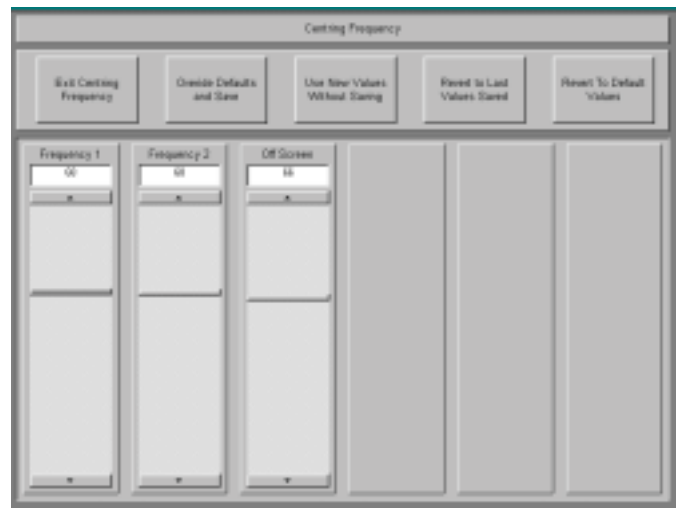 Centring Frequency
Exit Centring
Frequency
Override Defaults
and Save
Use New Values
Without Saving
Revert to Last
Values Saved
Revert To Default
Values
Frequency 1
Frequency 2
Off Screen
60